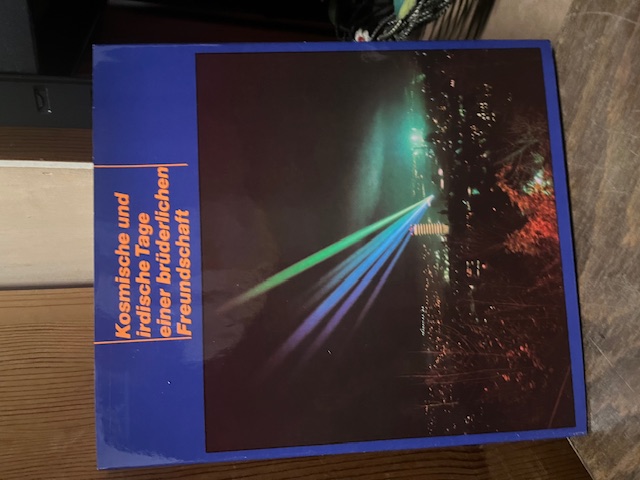 Kosmische und
irdische Tage
einer brüderlichen
Freundschaft